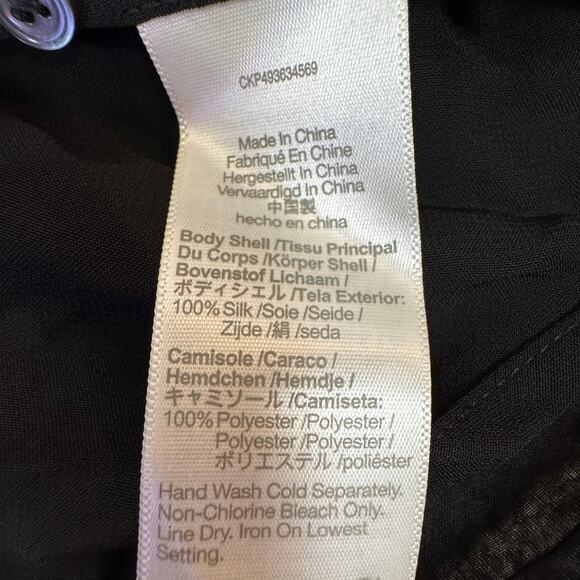 CKP493634569
Made In China
Fabriqué En Chine
Hergestellt In China
Vervaardigd In China
中国製
hecho en china
Body Shell /Tissu Principal
Du Corps /Körper Shell /
Bovenstof Lichaam /
ボディシェル /Tela Exterior:
100% Silk /Soie /Seide /
Zijde /絹 /seda
Camisole /Caraco /
Hemdchen /Hemdje /
キャミソール /Camiseta:
100% Polyester /Polyester /
Polyester /Polyester /
ポリエステル /poliéster
Hand Wash Cold Separately.
Non-Chlorine Bleach Only.
Line Dry. Iron On Lowest
Setting.